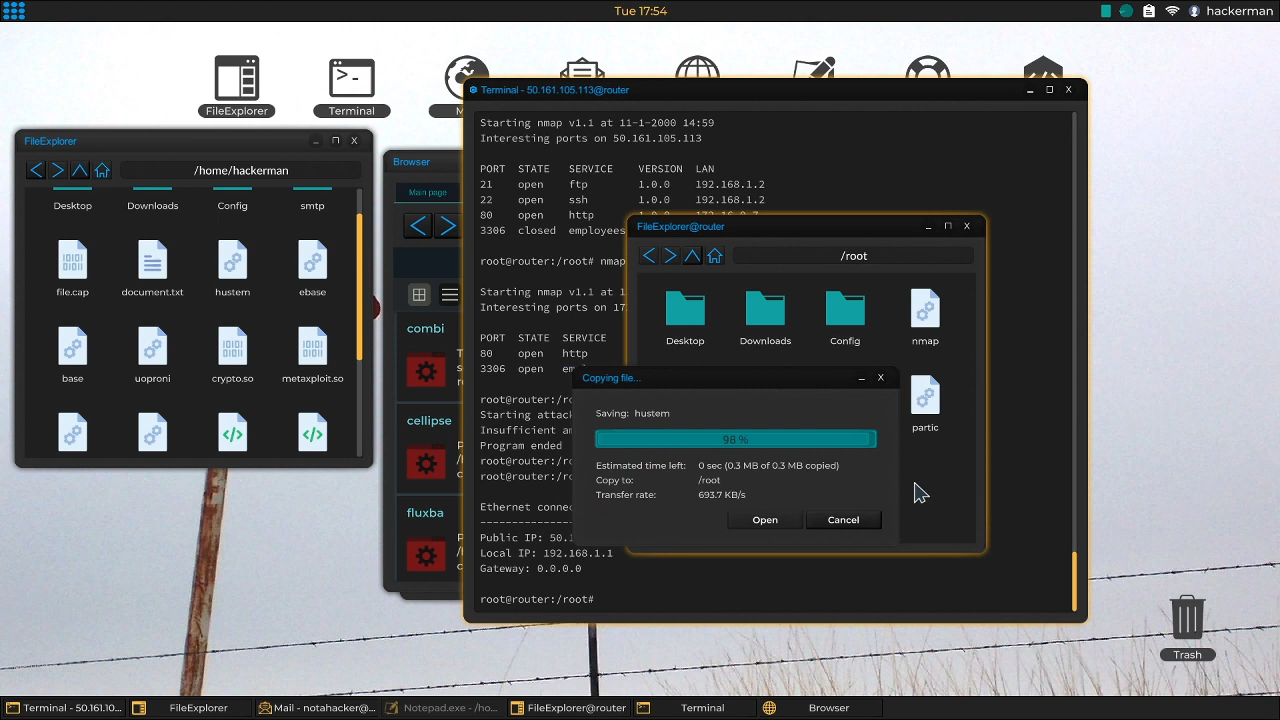 Tue 17:54
hackerman
FileExplorer
Terminal
FileExplorer
/home/hackerman
Desktop Downloads Config smtp
file.cap document.txt hustem ebase
base uoproni crypto.so metaxploit.so
Browser
Main page
combi
cellipse
fluxba
Terminal - 50.161.105.113@router
Starting nmap v1.1 at 11-1-2000 14:59
Interesting ports on 50.161.105.113
PORT STATE SERVICE VERSION LAN
21 open ftp 1.0.0 192.168.1.2
22 open ssh 1.0.0 192.168.1.2
80 open http
3306 closed employees
root@router:/root# nmap
Starting nmap v1.1 at 1
Interesting ports on 17
PORT STATE SERVICE
80 open http
3306 open
root@router:/ro
Starting attac
Insufficient am
Program ended
root@router:/ro
root@router:/ro
Ethernet connec
Public IP: 50.1
Local IP: 192.168.1.1
Gateway: 0.0.0.0
root@router:/root#
FileExplorer@router
/root
Desktop Downloads Config nmap
partic
Copying file...
Saving: hustem
98 %
Estimated time left: 0 sec (0.3 MB of 0.3 MB copied)
Copy to: /root
Transfer rate: 693.7 KB/s
Open Cancel
Trash
Terminal - 50.161.10... FileExplorer Mail - notahacker@... Notepad.exe - /ho... FileExplorer@router Terminal Browser